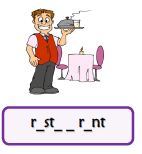 r_st_ _ r_nt